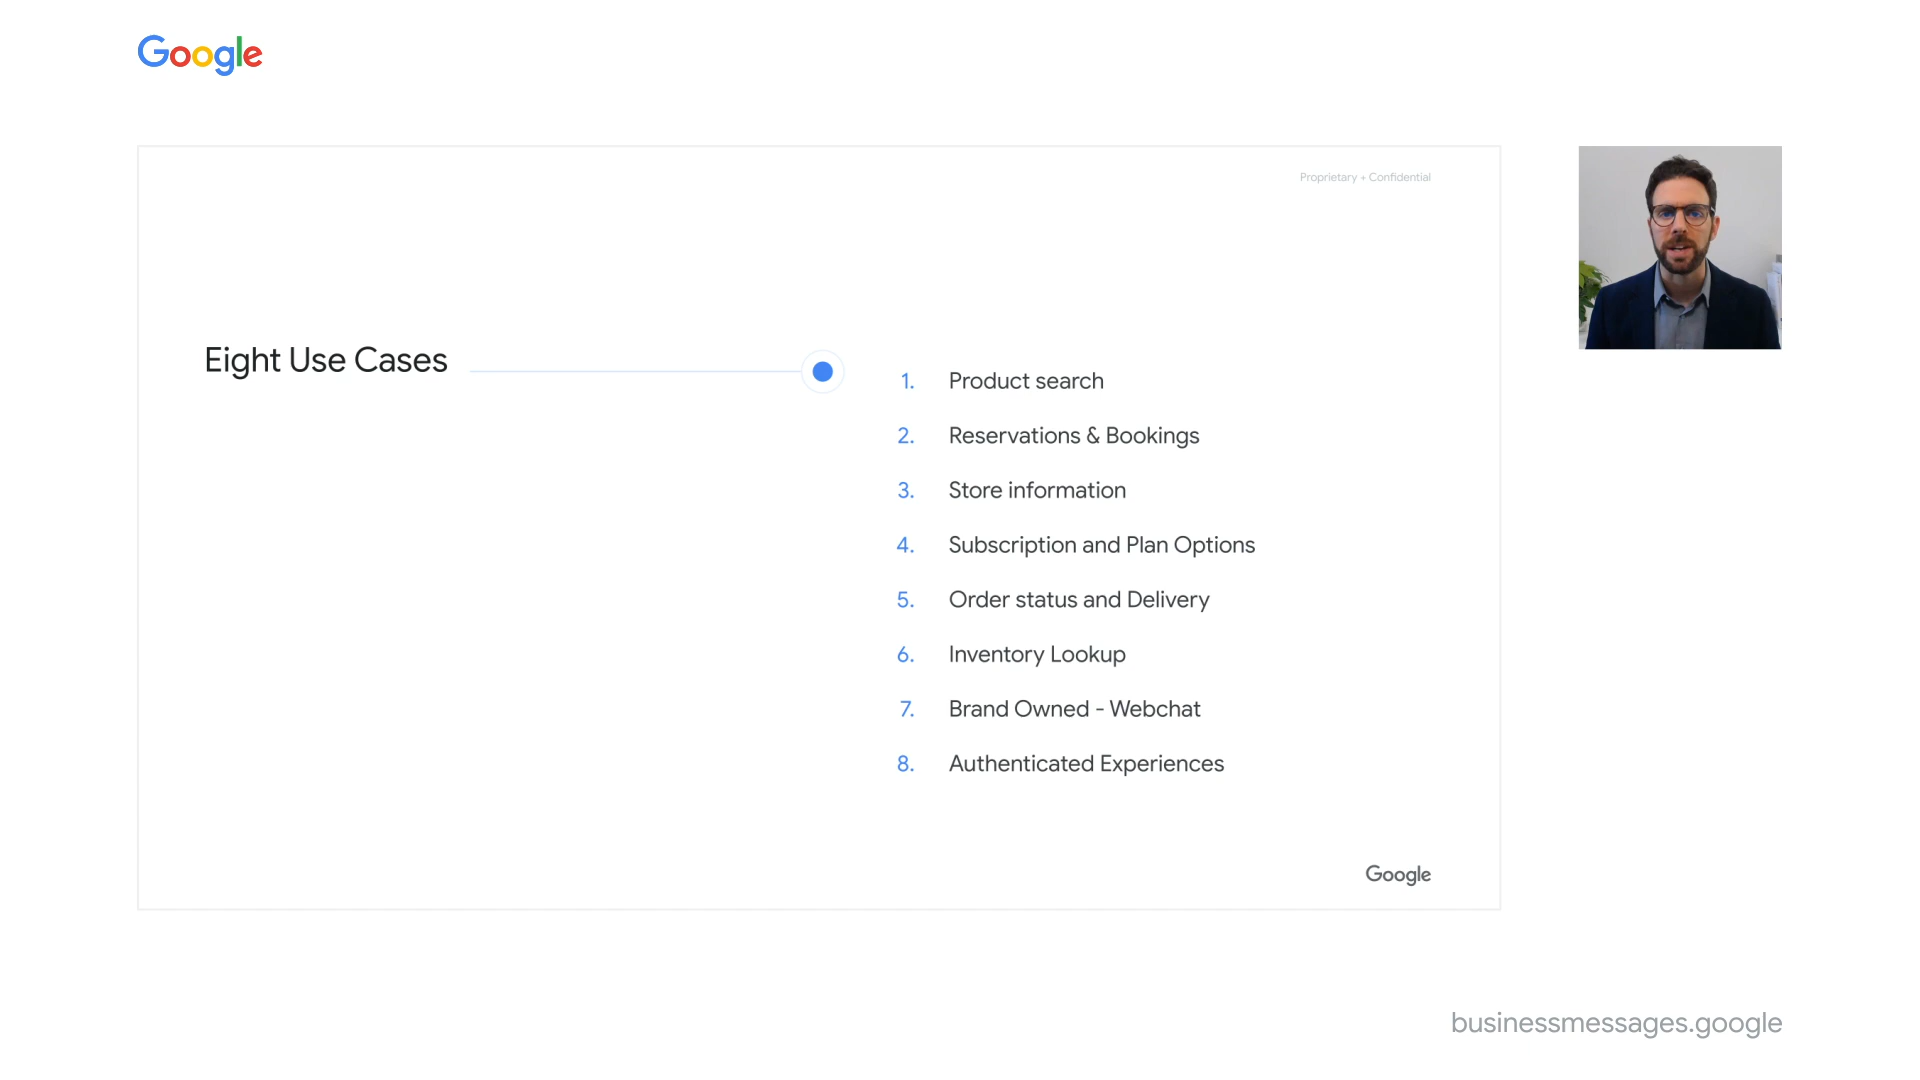 Google
Proprietary + Confidential
Eight Use Cases
1. Product search
2. Reservations & Bookings
3. Store information
4. Subscription and Plan Options
5. Order status and Delivery
6. Inventory Lookup
7. Brand Owned - Webchat
8. Authenticated Experiences
Google
businessmessages.google